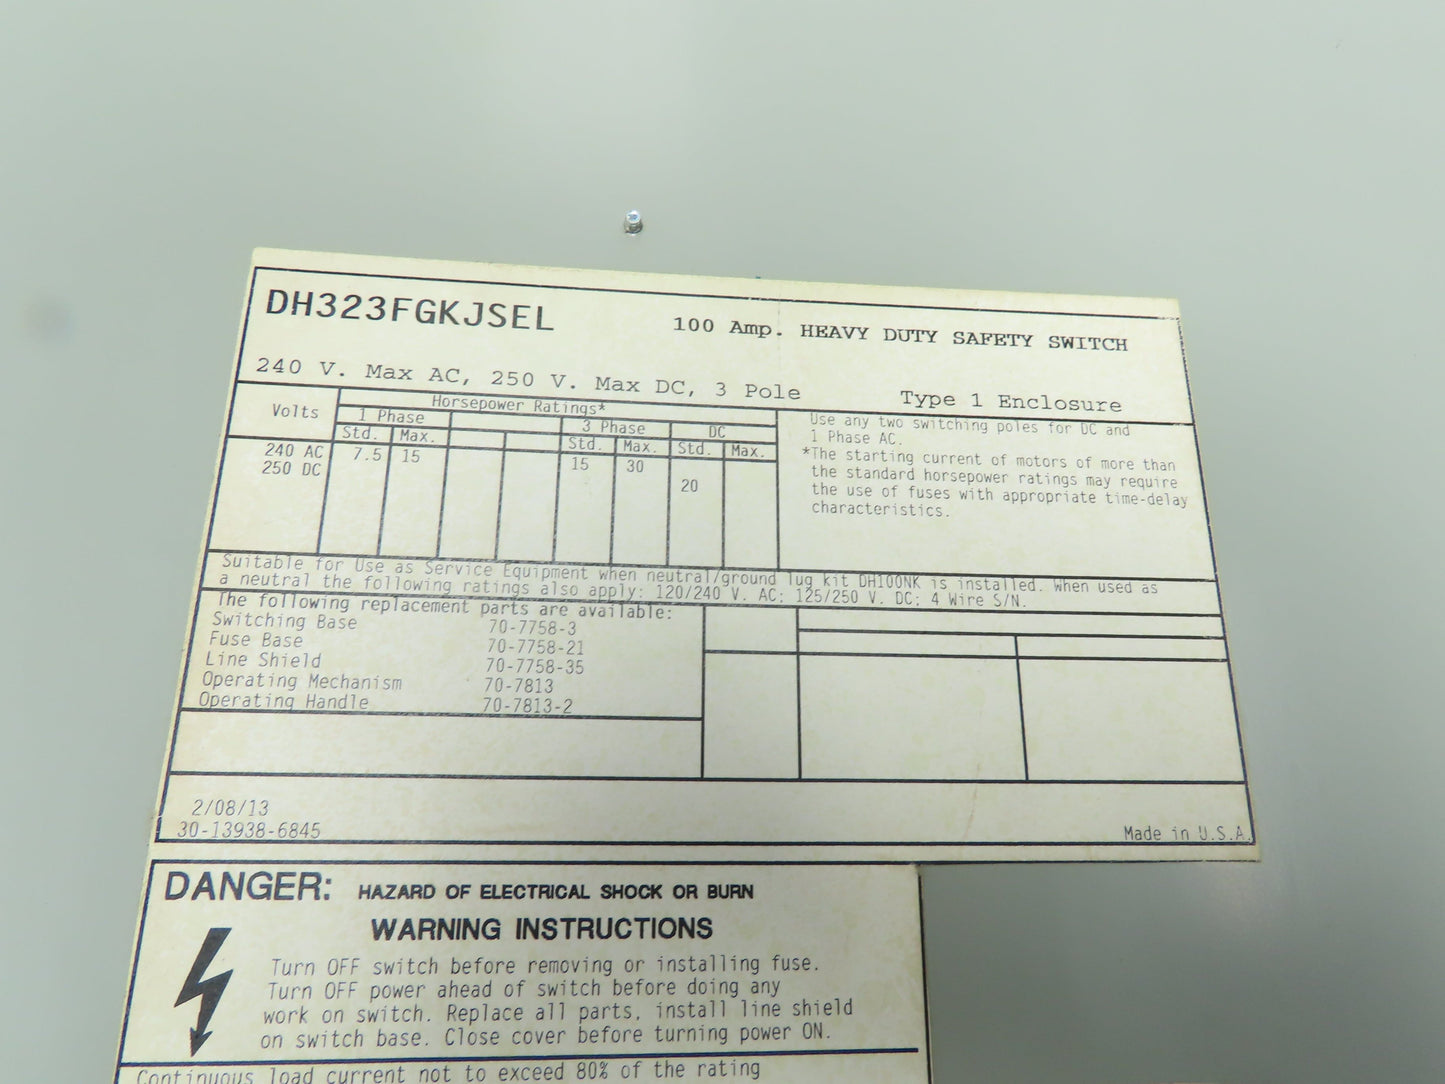 DH323FGKJSEL
100 Amp. HEAVY DUTY SAFETY SWITCH
240 V. Max AC, 250 V. Max DC, 3 Pole
Type 1 Enclosure
Volts
Horsepower Ratings*
1 Phase
3 Phase
DC
Std. Max.
Std. Max. Std. Max.
240 AC 7.5 15 15 30
250 DC 20
Use any two switching poles for DC and
1 Phase AC.
*The starting current of motors of more than
the standard horsepower ratings may require
the use of fuses with appropriate time-delay
characteristics.
Suitable for Use as Service Equipment when neutral/ground lug kit DH100NK is installed. When used as
a neutral the following ratings also apply: 120/240 V. AC; 125/250 V. DC; 4 Wire S/N.
The following replacement parts are available:
Switching Base 70-7758-3
Fuse Base 70-7758-21
Line Shield 70-7758-35
Operating Mechanism 70-7813
Operating Handle 70-7813-2
2/08/13
30-13938-6845
Made in U.S.A.
DANGER: HAZARD OF ELECTRICAL SHOCK OR BURN
WARNING INSTRUCTIONS
Turn OFF switch before removing or installing fuse.
Turn OFF power ahead of switch before doing any
work on switch. Replace all parts, install line shield
on switch base. Close cover before turning power ON.
Continuous load current not to exceed 80% of the rating